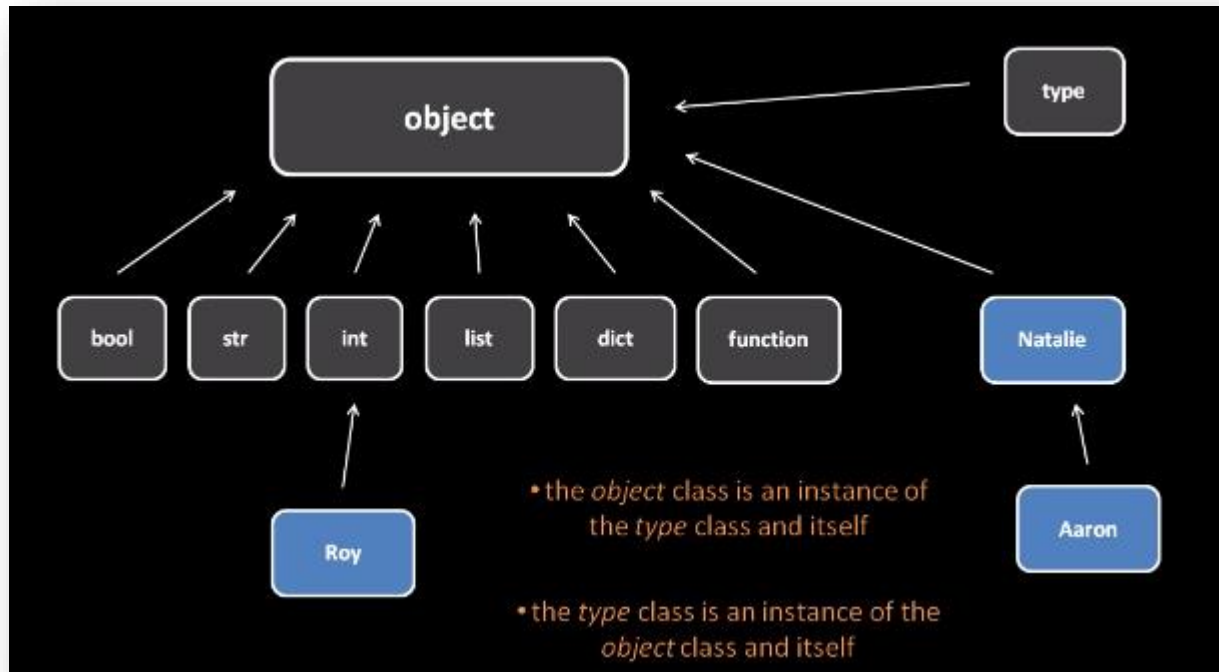 object
type
bool
str
int
list
dict
function
Natalie
Roy
Aaron
• the object class is an instance of
the type class and itself
• the type class is an instance of the
object class and itself